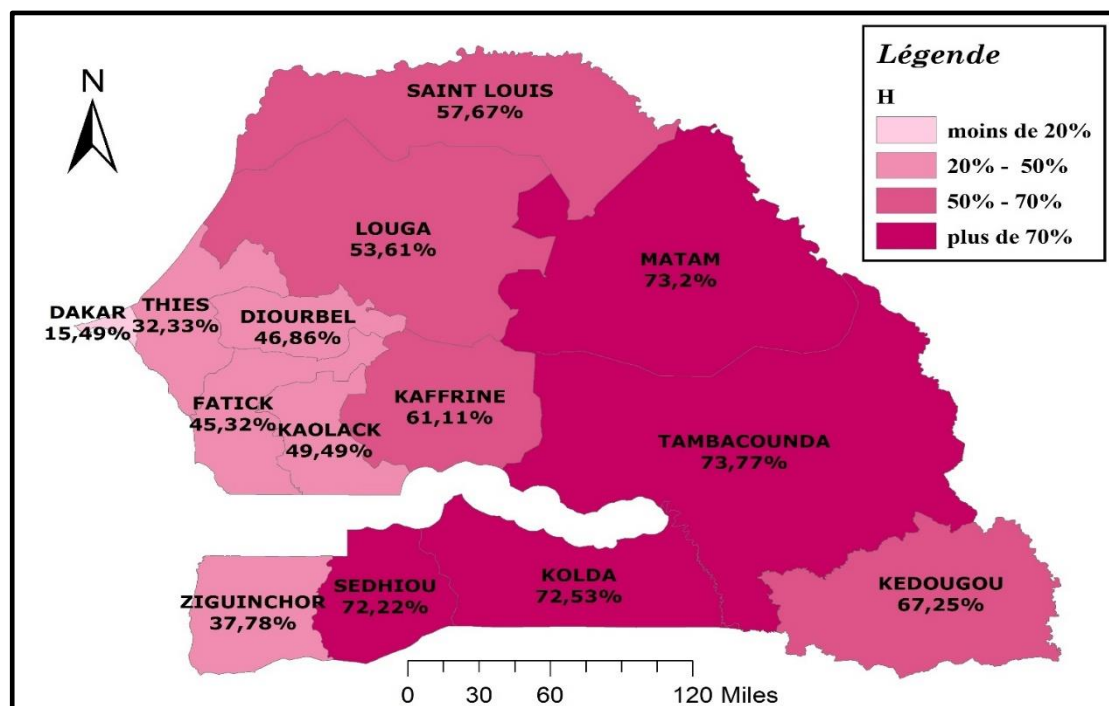 N
Légende
H
moins de 20%
20% - 50%
50% - 70%
plus de 70%
SAINT LOUIS
57,67%
LOUGA
53,61%
MATAM
73,2%
DAKAR
15,49%
THIES
32,33%
DIOURBEL
46,86%
FATICK
45,32%
KAOLACK
49,49%
KAFFRINE
61,11%
TAMBACOUNDA
73,77%
ZIGUINCHOR
37,78%
SEDHIOU
72,22%
KOLDA
72,53%
KEDOUGOU
67,25%
0 30 60 120 Miles